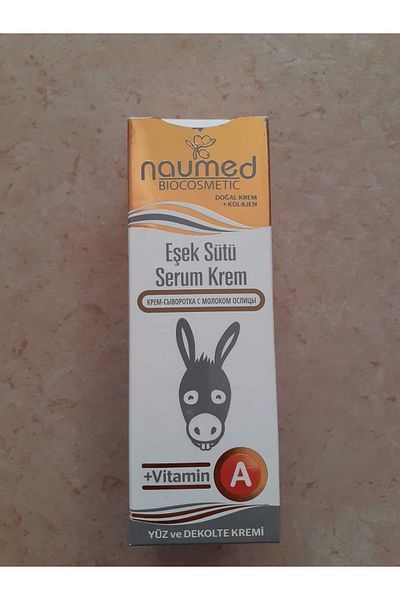 naumed
BIOCOSMETIC
DOĞAL KREM
+ KOLAJEN
Eşek Sütü
Serum Krem
КРЕМ-СЫВОРОТКА С МОЛОКОМ ОСЛИЦЫ
+Vitamin A
YÜZ ve DEKOLTE KREMİ